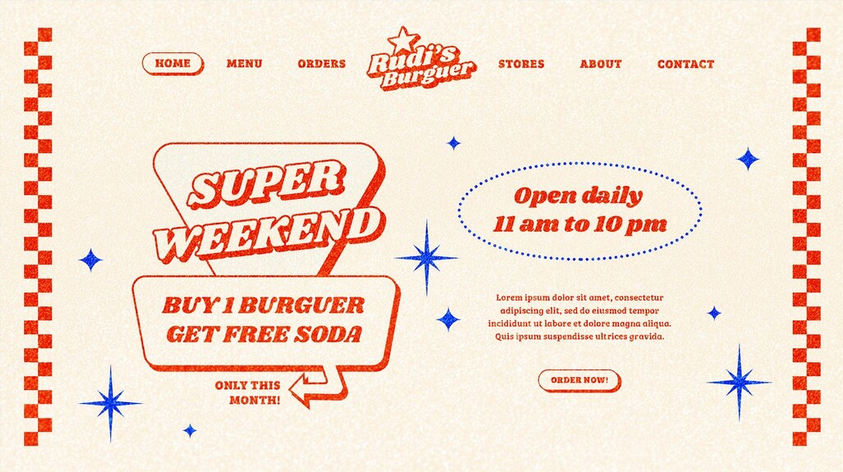 HOME
MENU
ORDERS
Rudi's
Burguer
STORES
ABOUT
CONTACT
SUPER
WEEKEND
BUY 1 BURGUER
GET FREE SODA
ONLY THIS
MONTH!
Open daily
11 am to 10 pm
Lorem ipsum dolor sit amet, consectetur
adipiscing elit, sed do eiusmod tempor
incididunt ut labore et dolore magna aliqua.
Quis ipsum suspendisse ultrices gravida.
ORDER NOW!